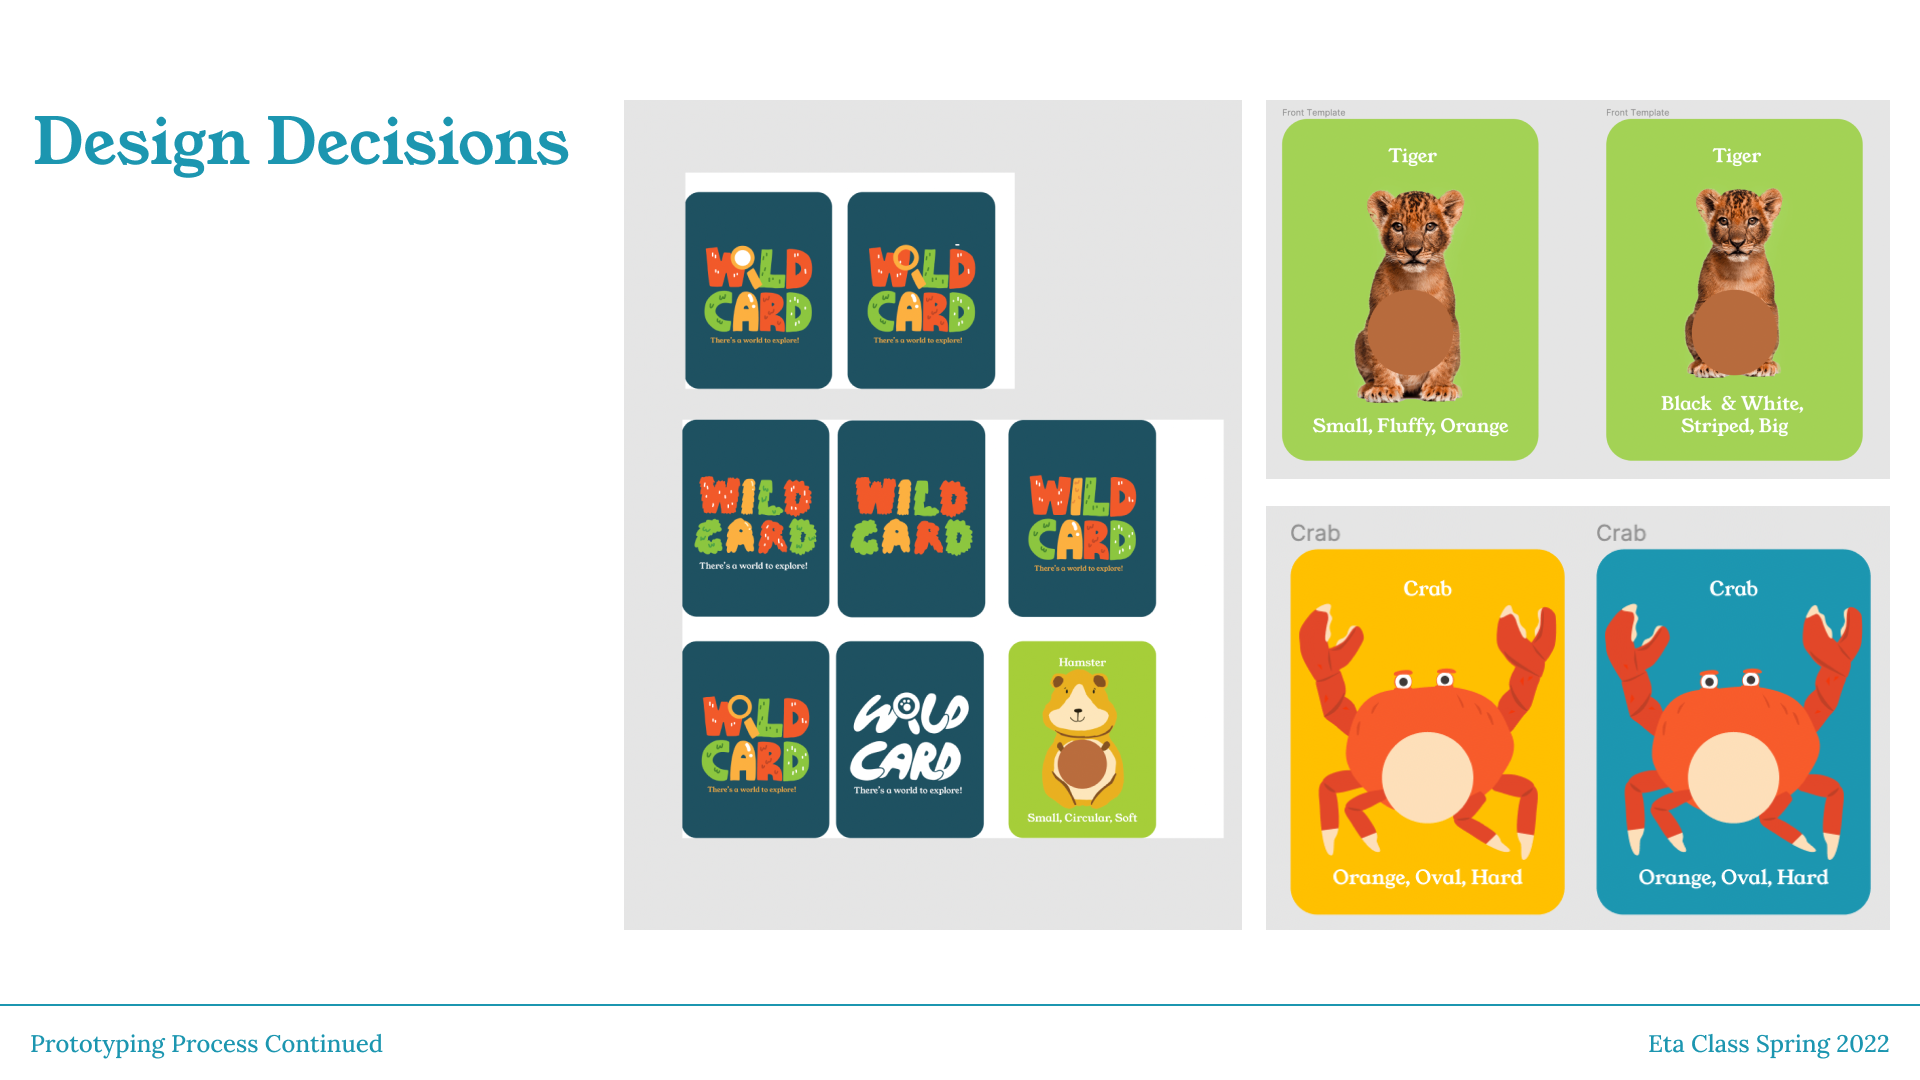 Design Decisions
WILD
CARD
There's a world to explore!
WILD
CARD
There's a world to explore!
WILD
CARD
There's a world to explore!
WILD
CARD
WILD
CARD
There's a world to explore!
WILD
CARD
There's a world to explore!
WILD
CARD
There's a world to explore!
Hamster
Small, Circular, Soft
Front Template
Tiger
Small, Fluffy, Orange
Front Template
Tiger
Black & White,
Striped, Big
Crab
Crab
Orange, Oval, Hard
Crab
Crab
Orange, Oval, Hard
Prototyping Process Continued
Eta Class Spring 2022